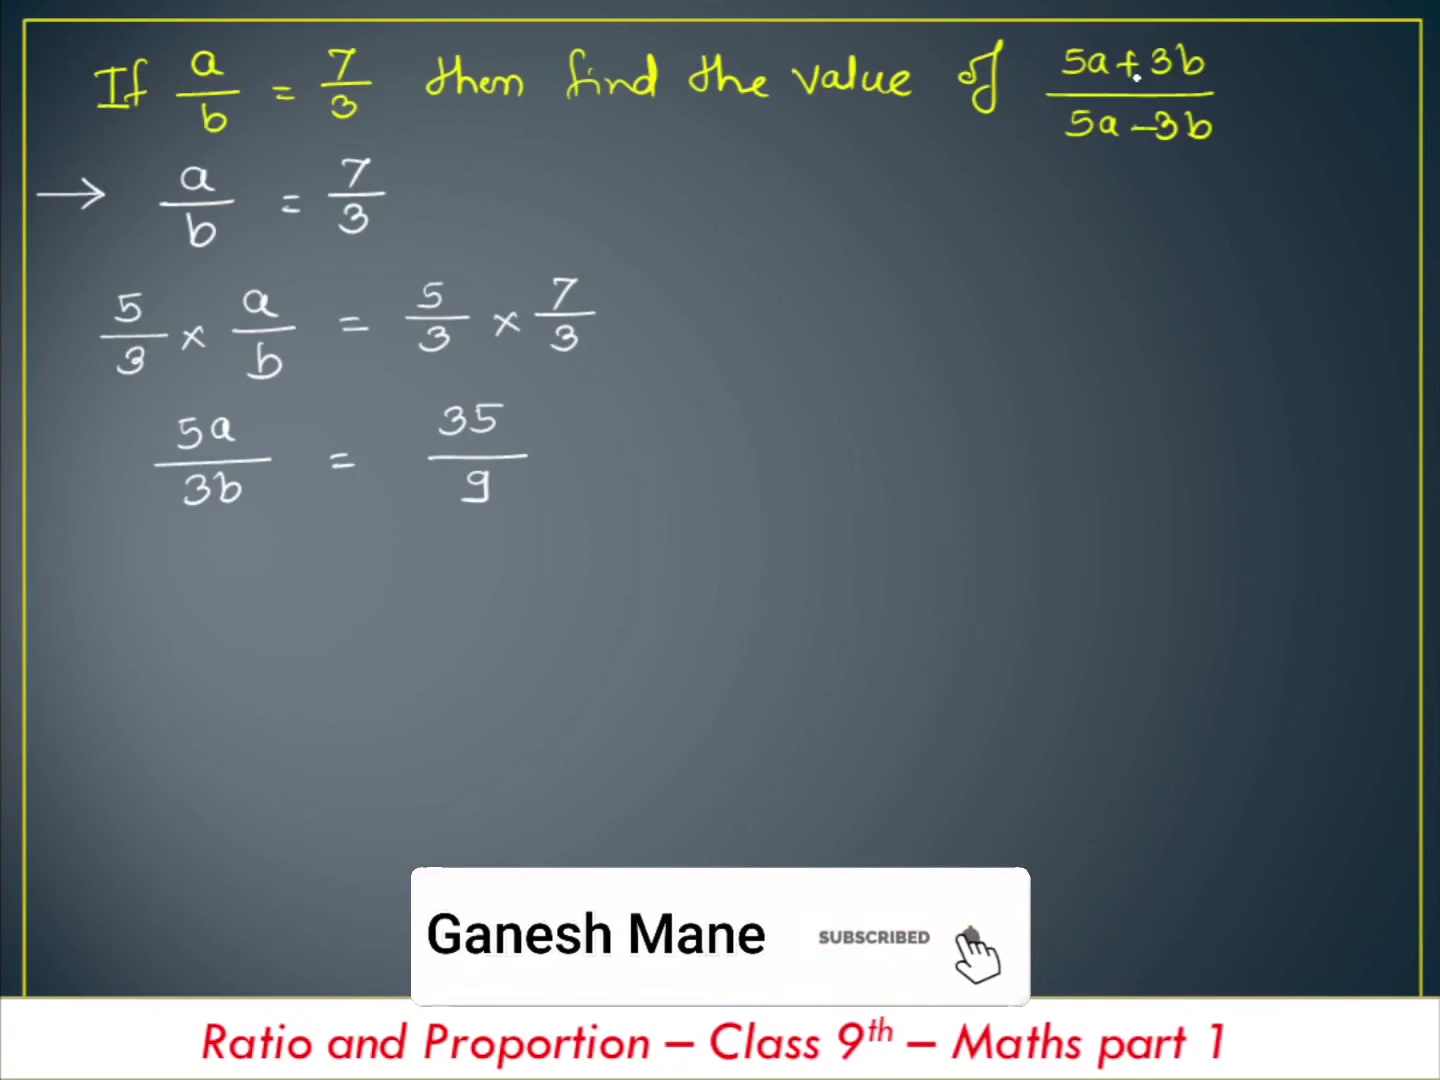 If a/b = 7/3 then find the value of (5a+3b)/(5a-3b)
→ a/b = 7/3
5/3 × a/b = 5/3 × 7/3
5a/3b = 35/9
Ganesh Mane SUBSCRIBED
Ratio and Proportion – Class 9th – Maths part 1